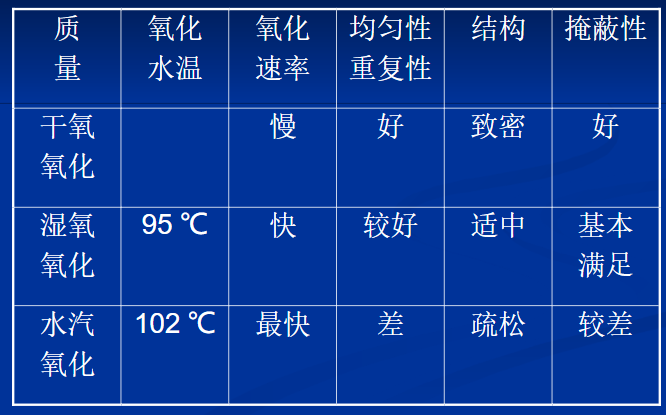 质 氧化 氧化 均匀性 结构 掩蔽性
量 水温 速率 重复性
干氧 慢 好 致密 好
氧化
湿氧 95 ℃ 快 较好 适中 基本
氧化 满足
水汽 102 ℃ 最快 差 疏松 较差
氧化